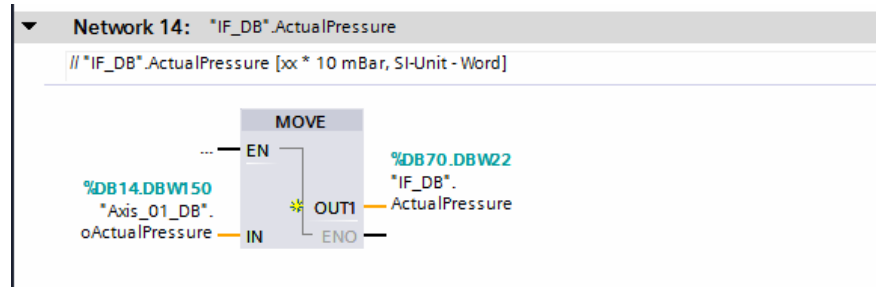 Network 14: "IF_DB".ActualPressure
// "IF_DB".ActualPressure [xx * 10 mBar, SI-Unit - Word]
MOVE
... EN
%DB14.DBW150
"Axis_01_DB".
oActualPressure IN
%DB70.DBW22
"IF_DB".
OUT1 ActualPressure
ENO